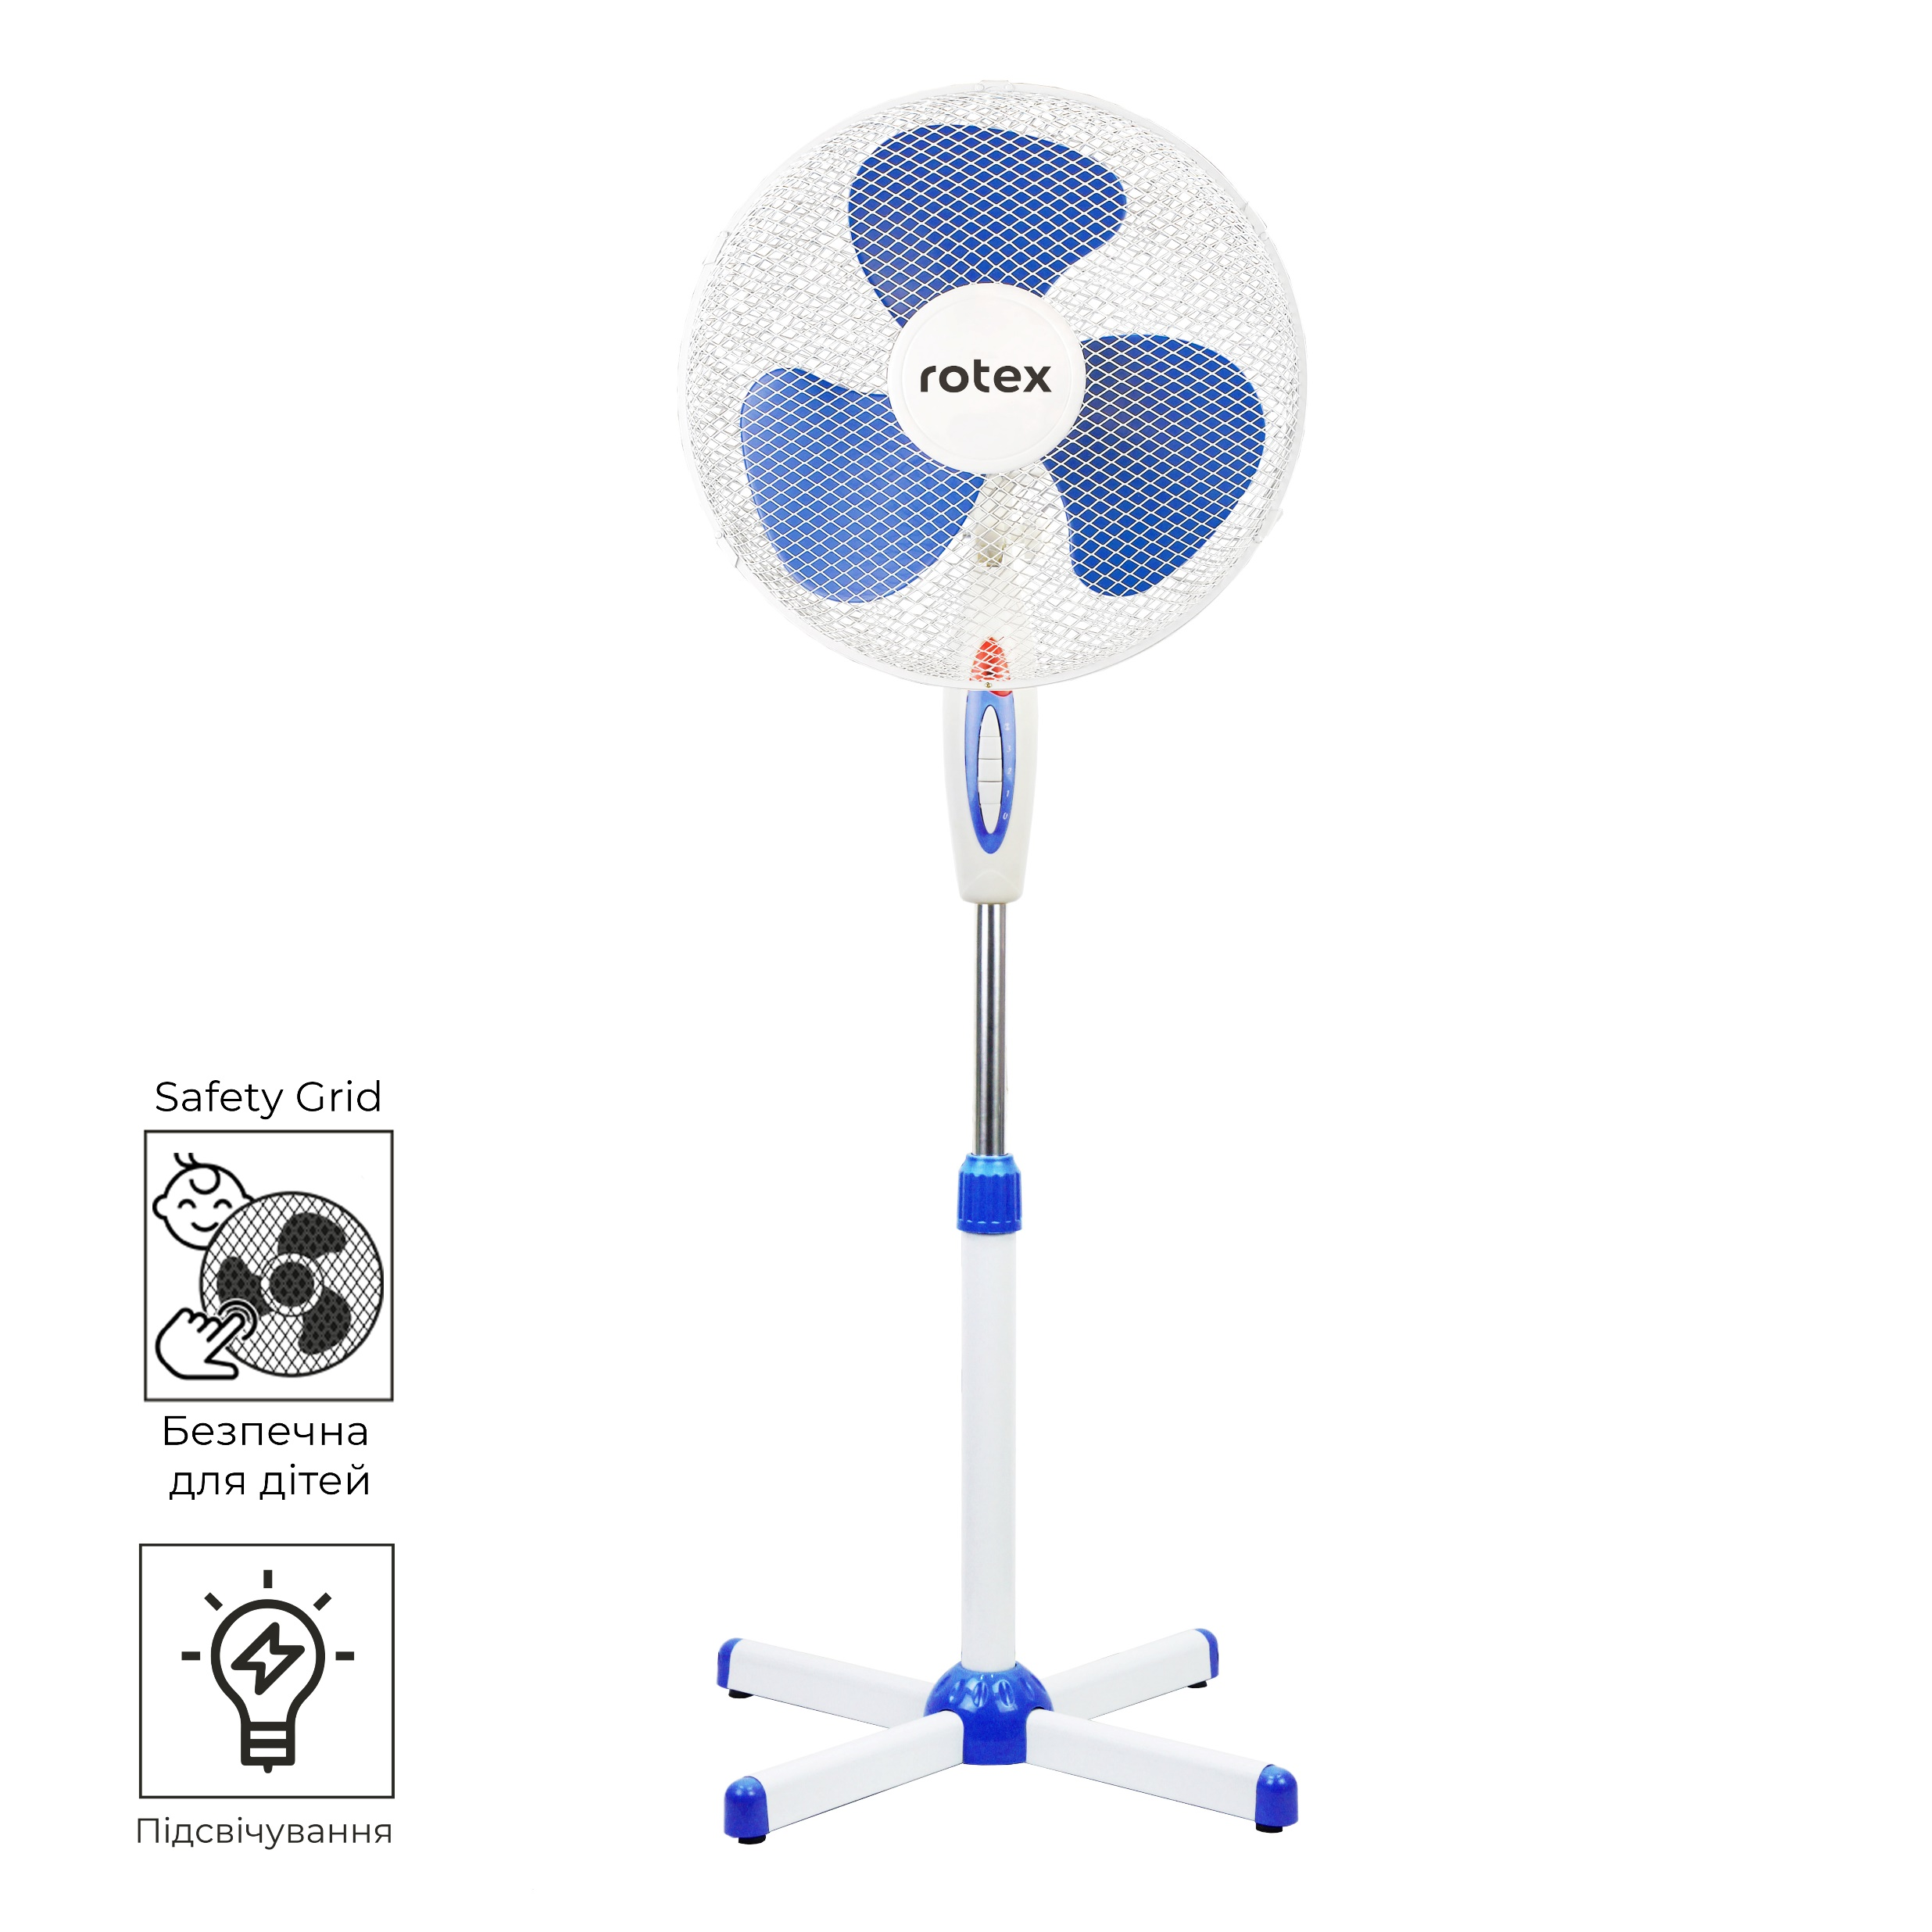 rotex
Safety Grid
Безпечна
для дітей
Підсвічування